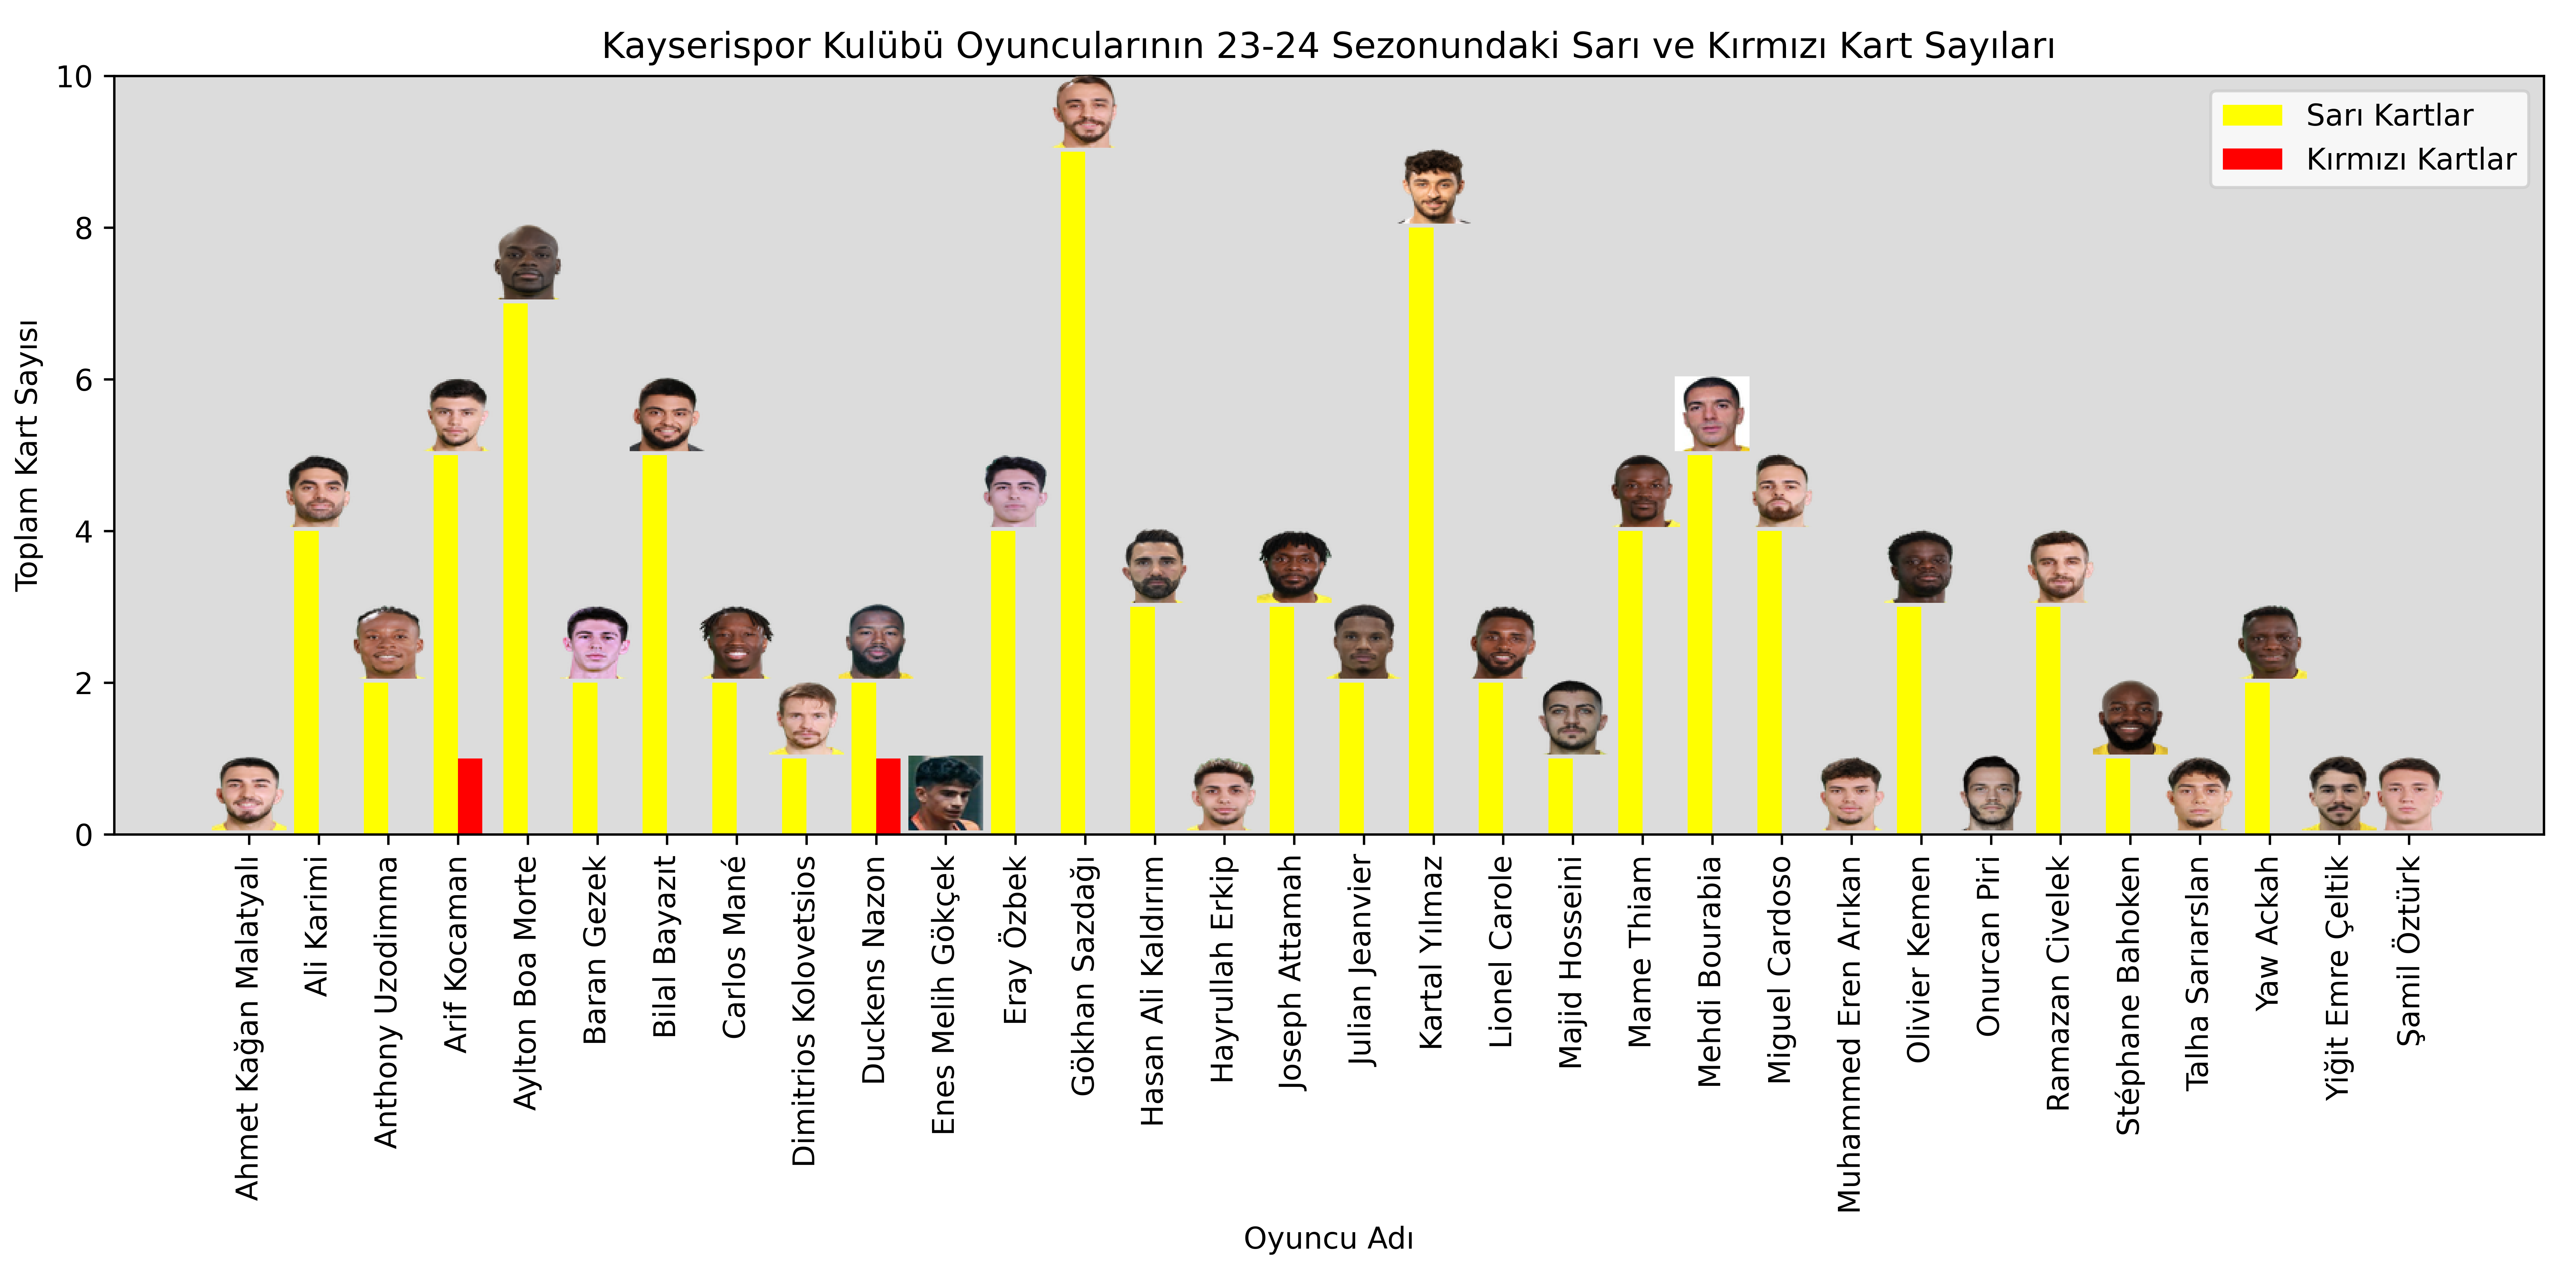 Kayserispor Kulübü Oyuncularının 23-24 Sezonundaki Sarı ve Kırmızı Kart Sayıları
Sarı Kartlar
Kırmızı Kartlar
Toplam Kart Sayısı
10
8
6
4
2
0
Ahmet Kağan Malatyalı
Ali Karimi
Anthony Uzodimma
Arif Kocaman
Aylton Boa Morte
Baran Gezek
Bilal Bayazıt
Carlos Mané
Dimitrios Kolovetsios
Duckens Nazon
Enes Melih Gökçek
Eray Özbek
Gökhan Sazdağı
Hasan Ali Kaldırım
Hayrullah Erkip
Joseph Attamah
Julian Jeanvier
Kartal Yılmaz
Lionel Carole
Majid Hosseini
Mame Thiam
Mehdi Bourabia
Miguel Cardoso
Muhammed Eren Arıkan
Olivier Kemen
Onurcan Piri
Ramazan Civelek
Stéphane Bahoken
Talha Sarıarslan
Yaw Ackah
Yiğit Emre Çeltik
Şamil Öztürk
Oyuncu Adı